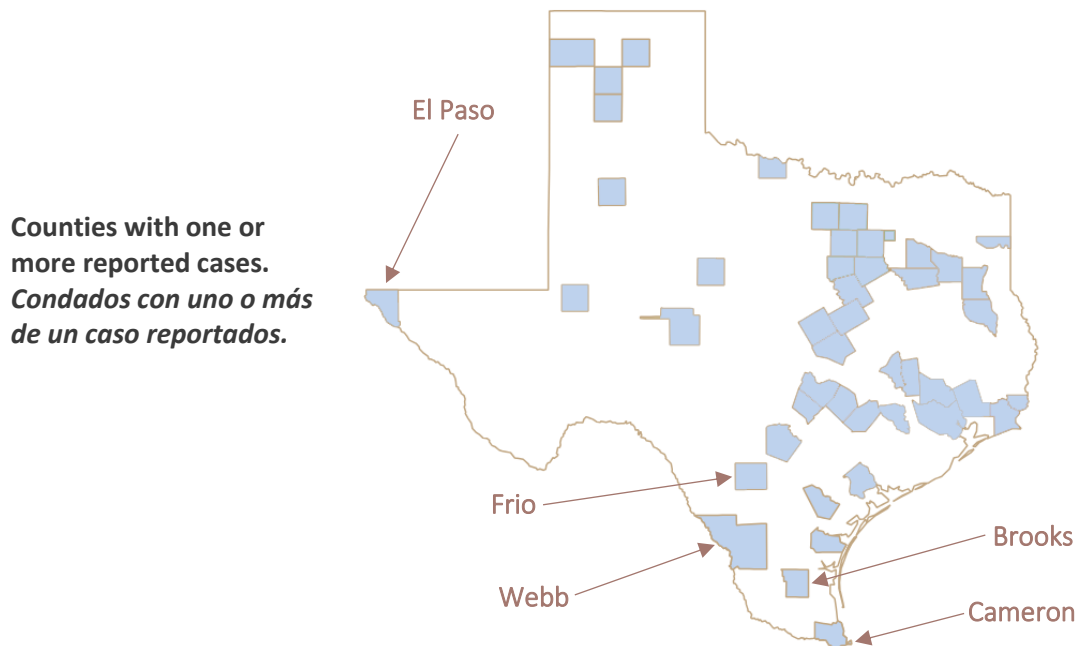 El Paso
Counties with one or
more reported cases.
Condados con uno o más
de un caso reportados.
Frio
Brooks
Webb
Cameron